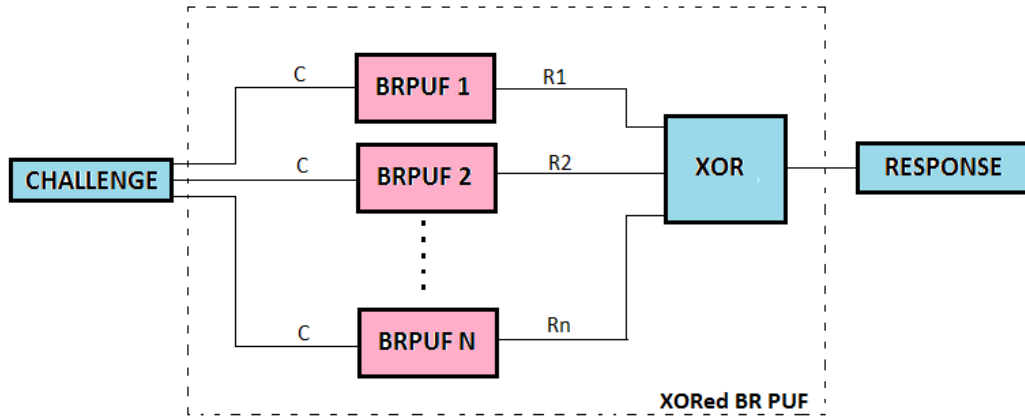 C
BRPUF 1
R1
CHALLENGE
C
BRPUF 2
R2
XOR
RESPONSE
C
BRPUF N
Rn
XORed BR PUF